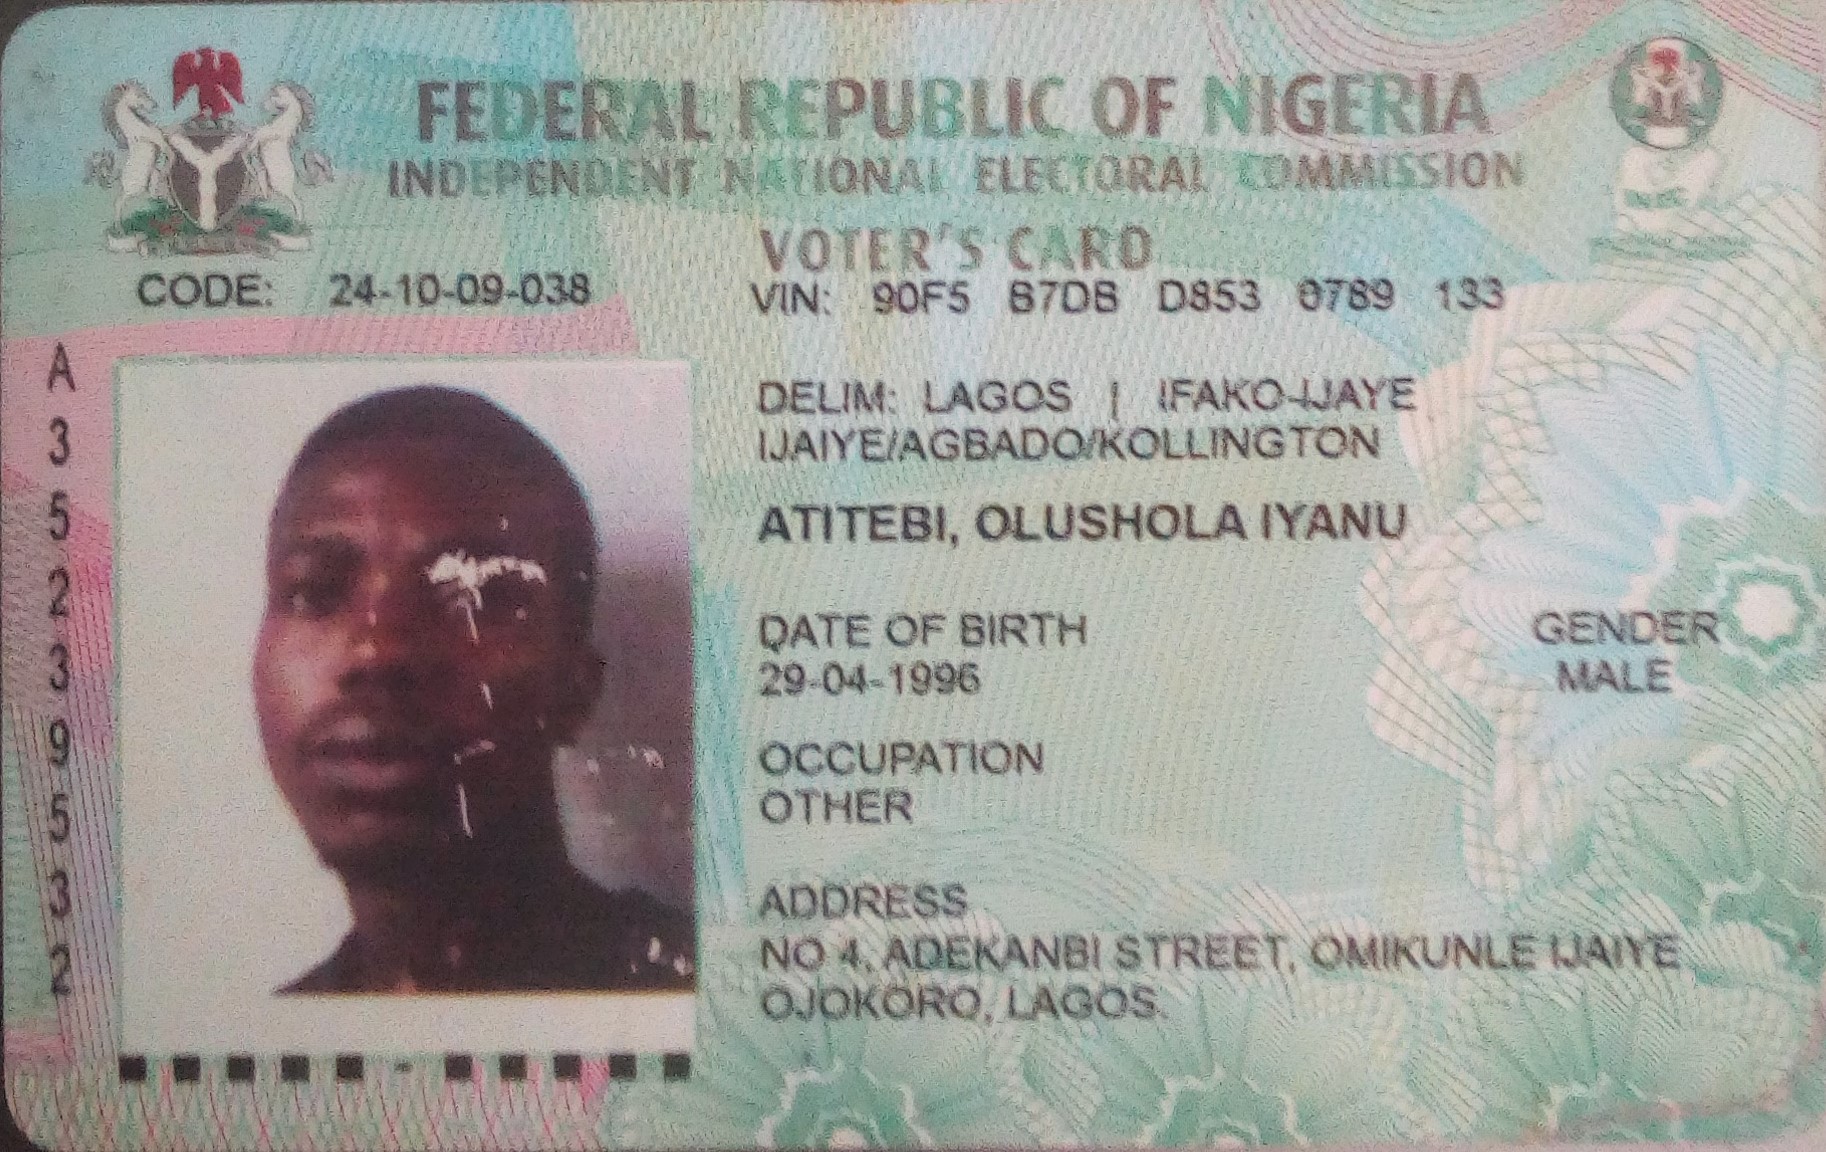 FEDERAL REPUBLIC OF NIGERIA
INDEPENDENT NATIONAL ELECTORAL COMMISSION
VOTER'S CARD
CODE: 24-10-09-038
VIN: 90F5 B7DB D853 0789 133
DELIM: LAGOS | IFAKO-IJAYE
IJAIYE/AGBADO/KOLLINGTON
ATITEBI, OLUSHOLA IYANU
DATE OF BIRTH
29-04-1996
GENDER
MALE
OCCUPATION
OTHER
ADDRESS
NO 4, ADEKANBI STREET, OMIKUNLE IJAIYE
OJOKORO, LAGOS.
A
3
5
2
3
9
5
3
2